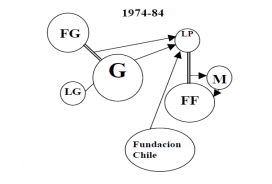 1974-84
FG
LP
G
M
LG
FF
Fundacion
Chile